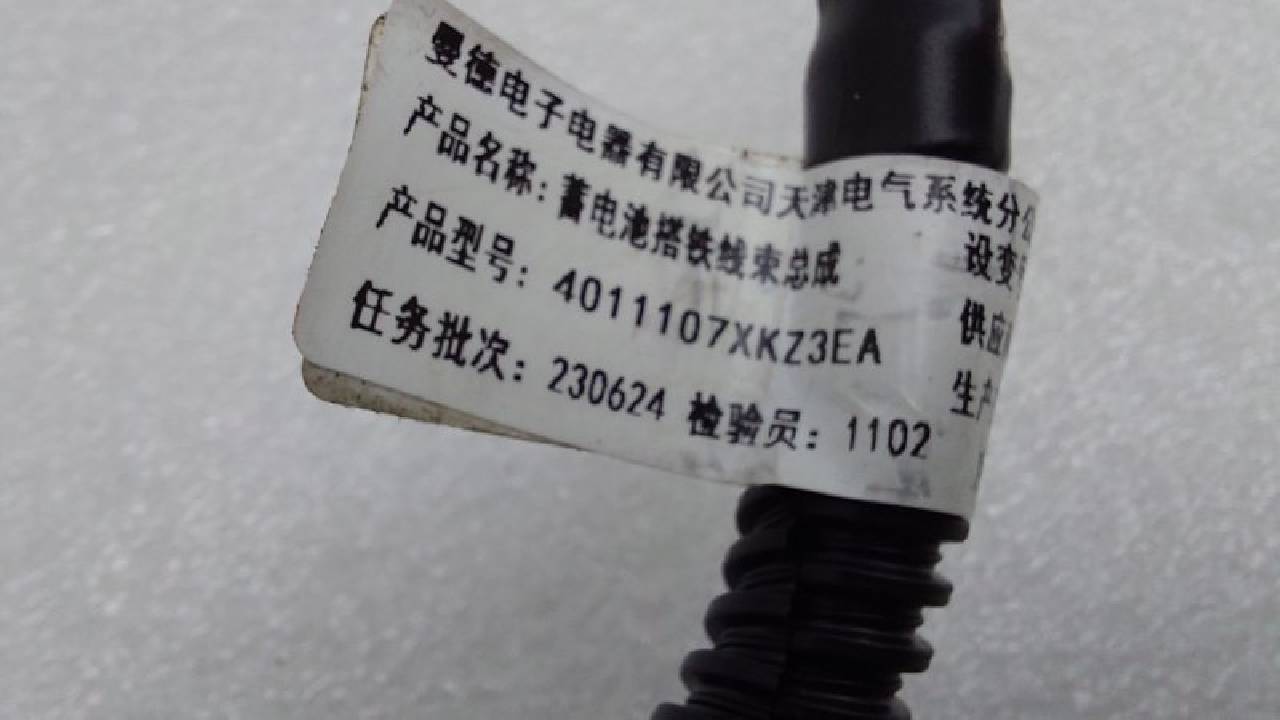 曼德电子电器有限公司天津电气系统分公
产品名称：蓄电池搭铁线束总成 设变
产品型号：4011107XKZ3EA 供应
任务批次：230624 检验员：1102 生产